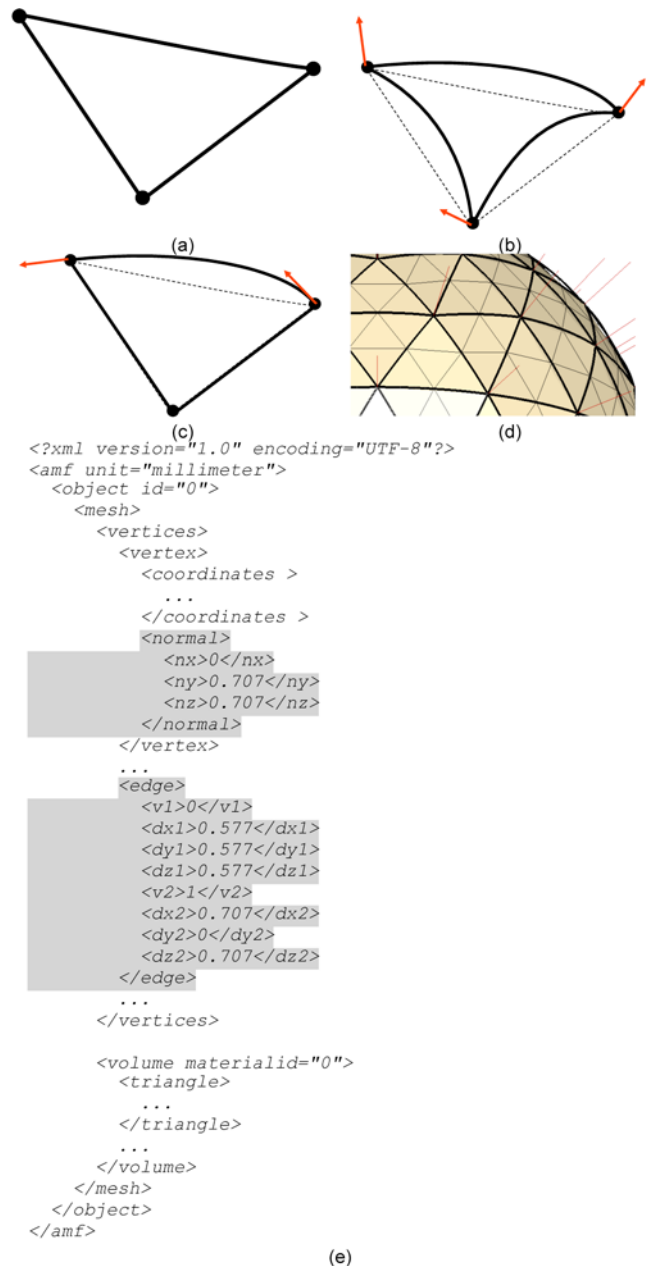 (a)
(b)
(c)
(d)
<?xml version="1.0" encoding="UTF-8"?>
<amf unit="millimeter">
  <object id="0">
    <mesh>
      <vertices>
        <vertex>
          <coordinates >
            ...
          </coordinates >
          <normal>
            <nx>0</nx>
            <ny>0.707</ny>
            <nz>0.707</nz>
          </normal>
        </vertex>
        ...
        <edge>
          <v1>0</v1>
          <dx1>0.577</dx1>
          <dy1>0.577</dy1>
          <dz1>0.577</dz1>
          <v2>1</v2>
          <dx2>0.707</dx2>
          <dy2>0</dy2>
          <dz2>0.707</dz2>
        </edge>
        ...
      </vertices>

      <volume materialid="0">
        <triangle>
          ...
        </triangle>
        ...
      </volume>
    </mesh>
  </object>
</amf>
(e)